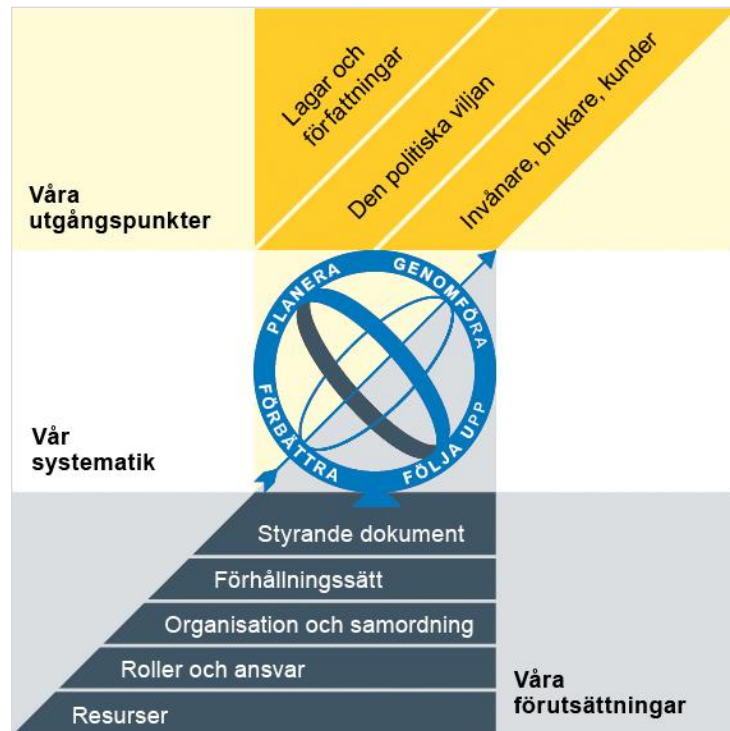 Lagar och
författningar
Den politiska viljan
Invånare, brukare, kunder
Våra
utgångspunkter
PLANERA
GENOMFÖRA
FÖLJA UPP
FÖRBÄTTRA
Vår
systematik
Styrande dokument
Förhållningssätt
Organisation och samordning
Roller och ansvar
Resurser
Våra
förutsättningar